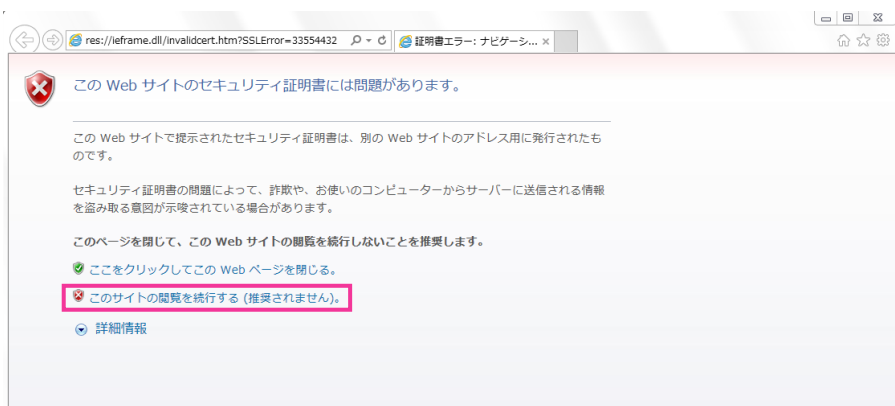 res://ieframe.dll/invalidcert.htm?SSLError=33554432
証明書エラー: ナビゲーシ...
この Web サイトのセキュリティ証明書には問題があります。
この Web サイトで提示されたセキュリティ証明書は、別の Web サイトのアドレス用に発行されたも
のです。
セキュリティ証明書の問題によって、詐欺や、お使いのコンピューターからサーバーに送信される情報
を盗み取る意図が示唆されている場合があります。
このページを閉じて、この Web サイトの閲覧を続行しないことを推奨します。
ここをクリックしてこの Web ページを閉じる。
このサイトの閲覧を続行する (推奨されません)。
詳細情報